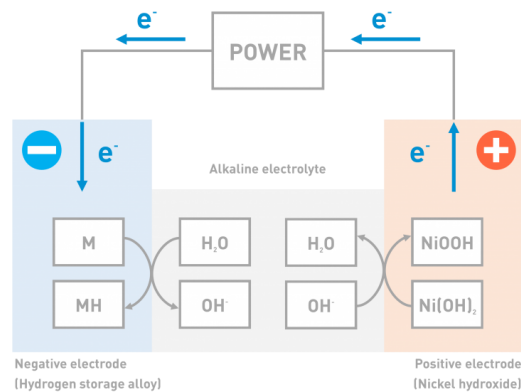 e⁻ e⁻
POWER
e⁻ e⁻
Alkaline electrolyte
M H₂O H₂O NiOOH
MH OH⁻ OH⁻ Ni(OH)₂
Negative electrode
(Hydrogen storage alloy)
Positive electrode
(Nickel hydroxide)